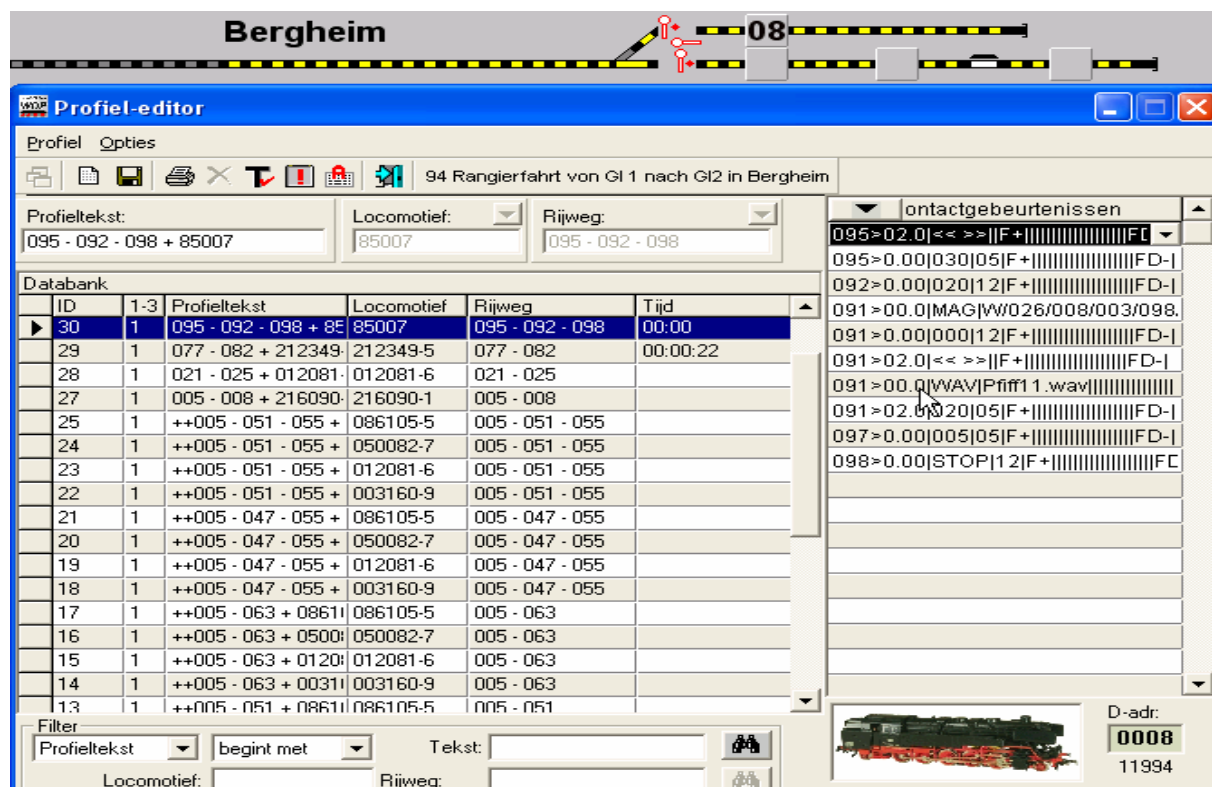 Bergheim
08
Profiel-editor
Profiel Opties
94 Rangierfahrt von Gl 1 nach Gl2 in Bergheim
Profieltekst: Locomotief: Rijweg:
095 - 092 - 098 + 85007 85007 095 - 092 - 098
Databank
ID 1-3 Profieltekst Locomotief Rijweg Tijd
30 1 095 - 092 - 098 + 85 85007 095 - 092 - 098 00:00
29 1 077 - 082 + 212349- 212349-5 077 - 082 00:00:22
28 1 021 - 025 + 012081- 012081-6 021 - 025
27 1 005 - 008 + 216090- 216090-1 005 - 008
25 1 ++005 - 051 - 055 + 086105-5 005 - 051 - 055
24 1 ++005 - 051 - 055 + 050082-7 005 - 051 - 055
23 1 ++005 - 051 - 055 + 012081-6 005 - 051 - 055
22 1 ++005 - 051 - 055 + 003160-9 005 - 051 - 055
21 1 ++005 - 047 - 055 + 086105-5 005 - 047 - 055
20 1 ++005 - 047 - 055 + 050082-7 005 - 047 - 055
19 1 ++005 - 047 - 055 + 012081-6 005 - 047 - 055
18 1 ++005 - 047 - 055 + 003160-9 005 - 047 - 055
17 1 ++005 - 063 + 0861 086105-5 005 - 063
16 1 ++005 - 063 + 0500 050082-7 005 - 063
15 1 ++005 - 063 + 0120 012081-6 005 - 063
14 1 ++005 - 063 + 0031 003160-9 005 - 063
13 1 ++005 - 051 + 0861 086105-5 005 - 051
ontactgebeurtenissen
095>02.0|<< >>||F+||||||||||||||||||F
095>0.00|030|05|F+||||||||||||||||||FD-|
092>0.00|020|12|F+||||||||||||||||||FD-|
091>00.0|MAG|W026/008/003/098.
091>00.0|000|12|F+||||||||||||||||||FD-|
091>02.0|<< >>||F+||||||||||||||||||FD-|
091>00.0|WAV|Pfiff11.wav|||||||||||||||
091>02.0|020|05|F+||||||||||||||||||FD-|
097>0.00|005|05|F+||||||||||||||||||FD-|
098>0.00|STOP|12|F+||||||||||||||||||F
Filter
Profieltekst begint met Tekst:
Locomotief: Rijweg:
D-adr:
0008
11994